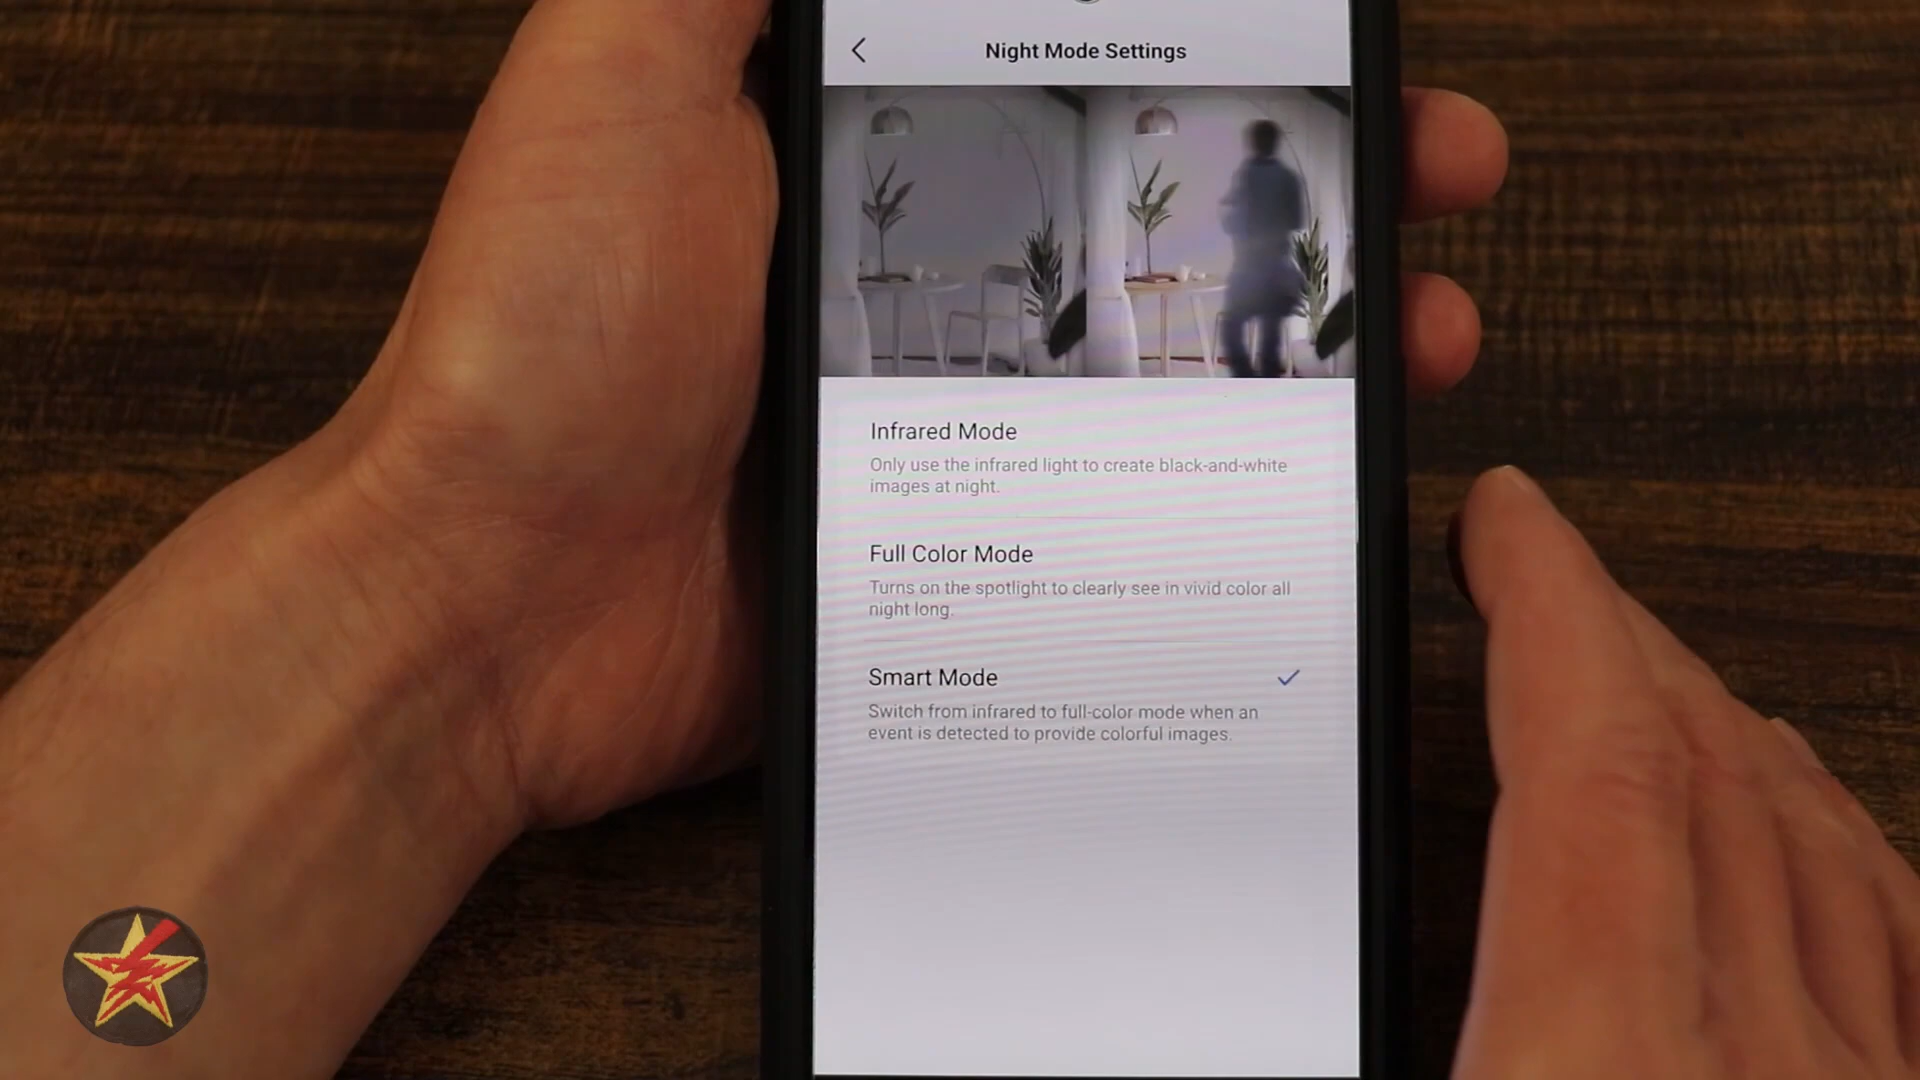 Night Mode Settings
Infrared Mode
Only use the infrared light to create black-and-white
images at night.
Full Color Mode
Turns on the spotlight to clearly see in vivid color all
night long.
Smart Mode
Switch from infrared to full-color mode when an
event is detected to provide colorful images.